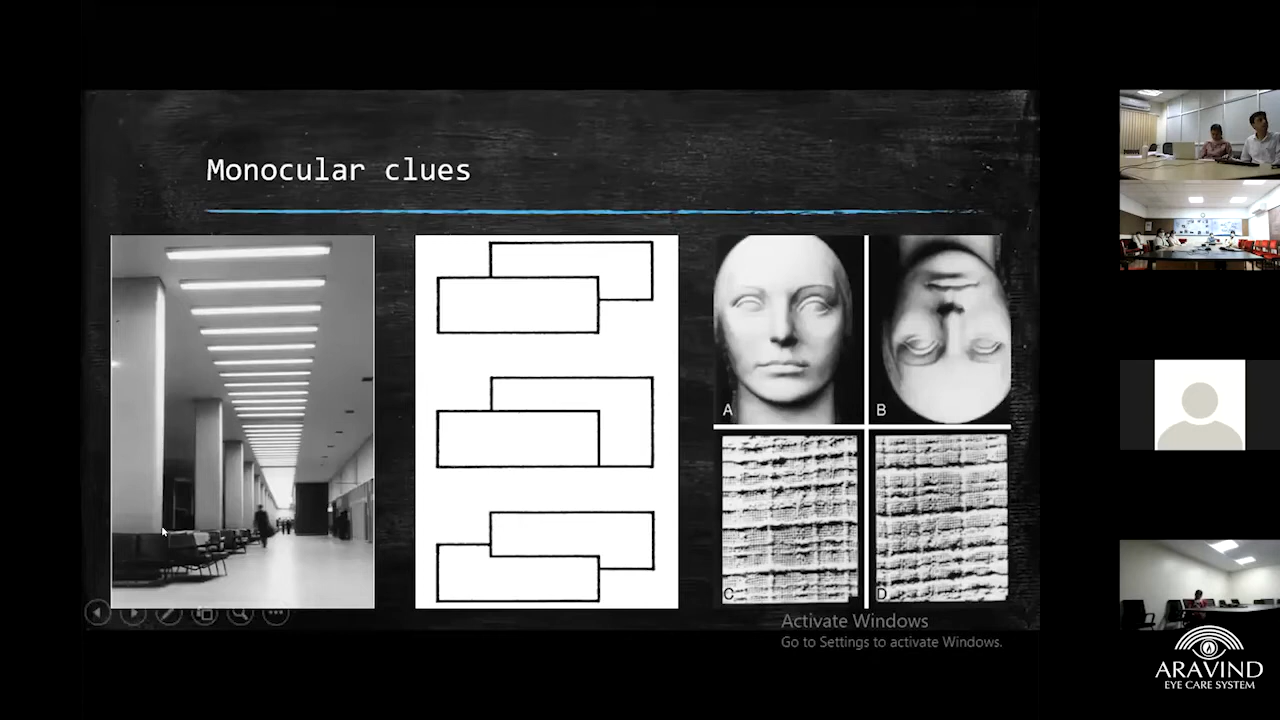 Monocular clues
A
B
C
D
Activate Windows
Go to Settings to activate Windows.
ARAVIND
EYE CARE SYSTEM